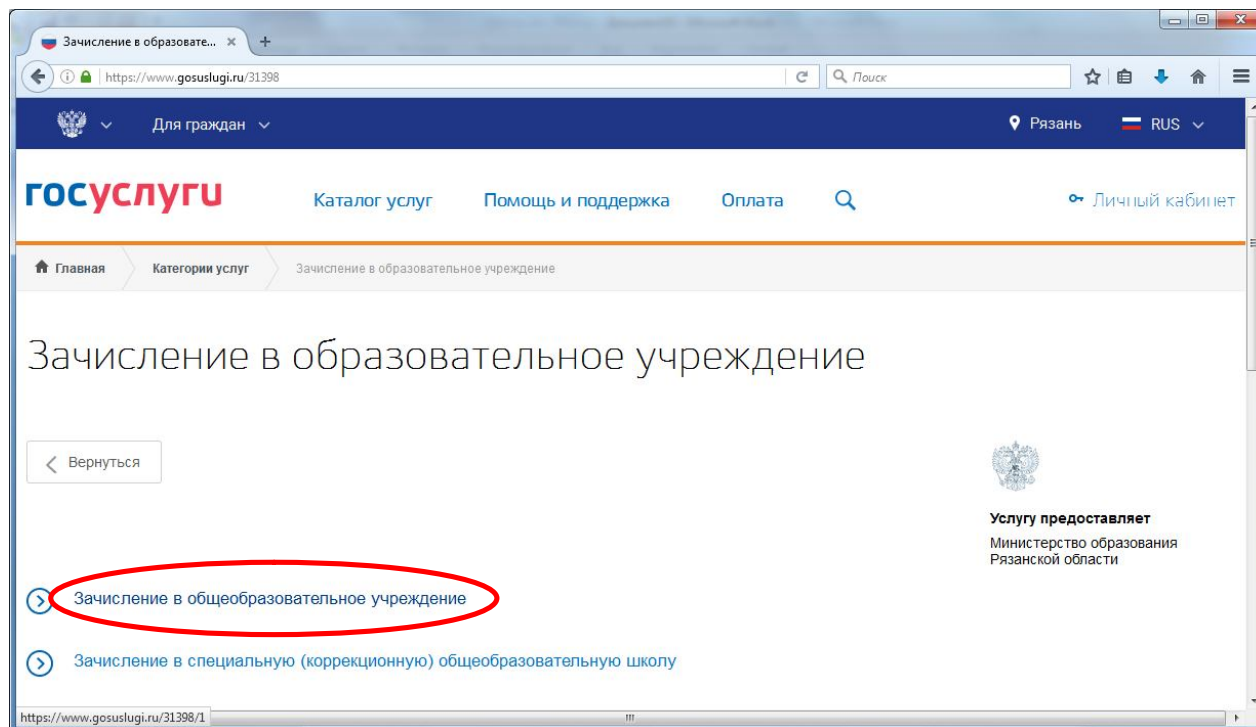 Зачисление в образовате... × +
https://www.gosuslugi.ru/31398
Поиск
Для граждан
Рязань
RUS
госуслуги
Каталог услуг
Помощь и поддержка
Оплата
Личный кабинет
Главная
Категории услуг
Зачисление в образовательное учреждение
Зачисление в образовательное учреждение
Вернуться
Услугу предоставляет
Министерство образования
Рязанской области
Зачисление в общеобразовательное учреждение
Зачисление в специальную (коррекционную) общеобразовательную школу
https://www.gosuslugi.ru/31398/1